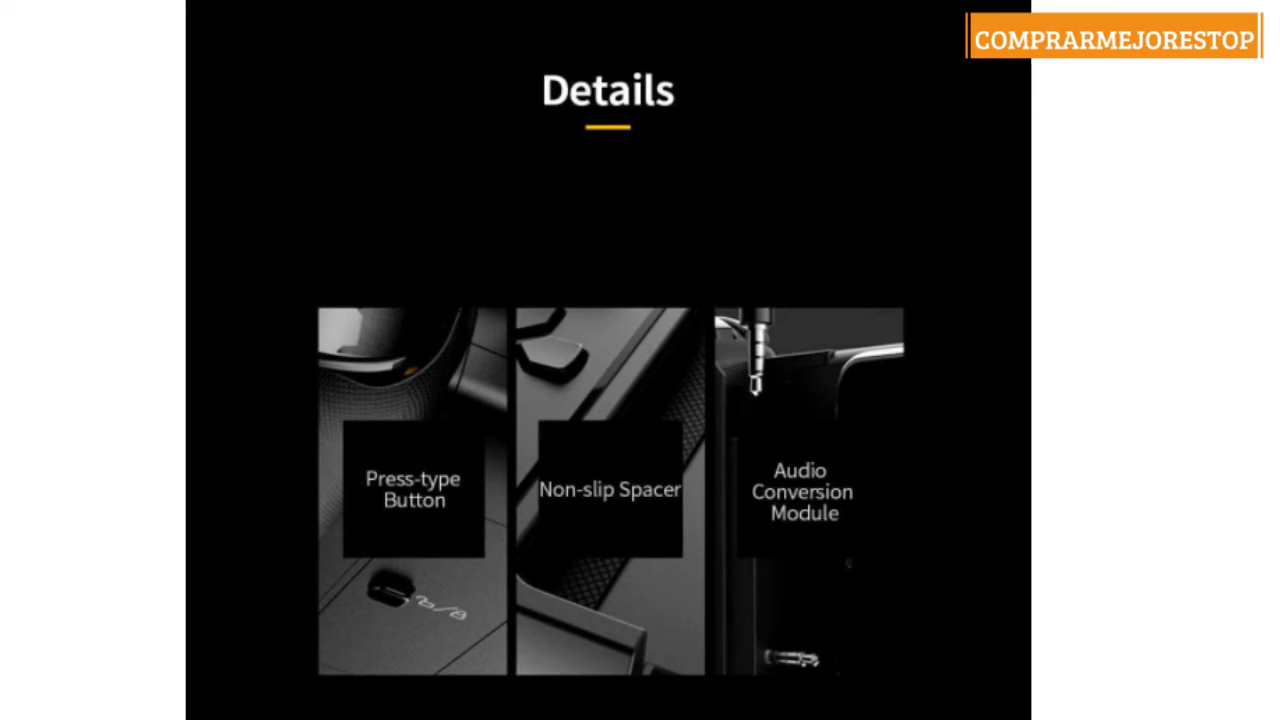 COMPRARMEJORESTOP
Details
Press-type
Button
Non-slip Spacer
Audio
Conversion
Module